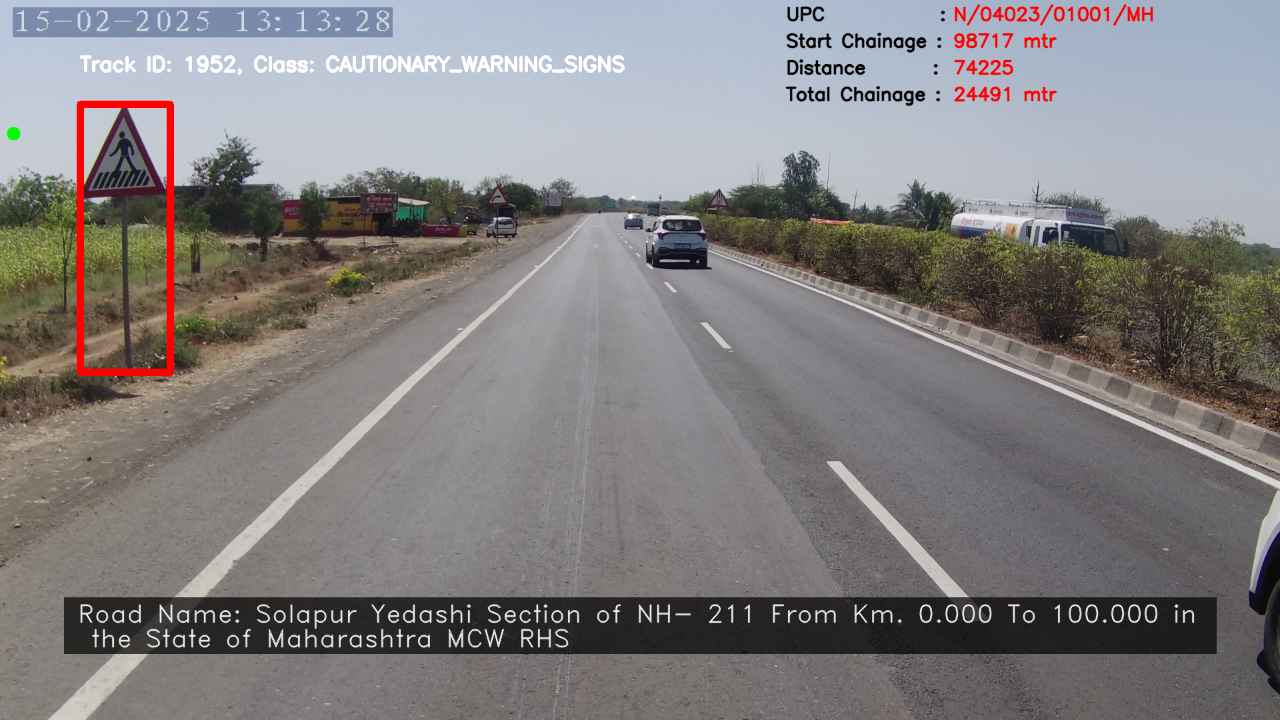 15-02-2025 13:13:28
Track ID: 1952, Class: CAUTIONARY_WARNING_SIGNS
UPC : N/04023/01001/MH
Start Chainage : 98717 mtr
Distance : 74225
Total Chainage : 24491 mtr
Road Name: Solapur Yedashi Section of NH- 211 From Km. 0.000 To 100.000 in
the State of Maharashtra MCW RHS